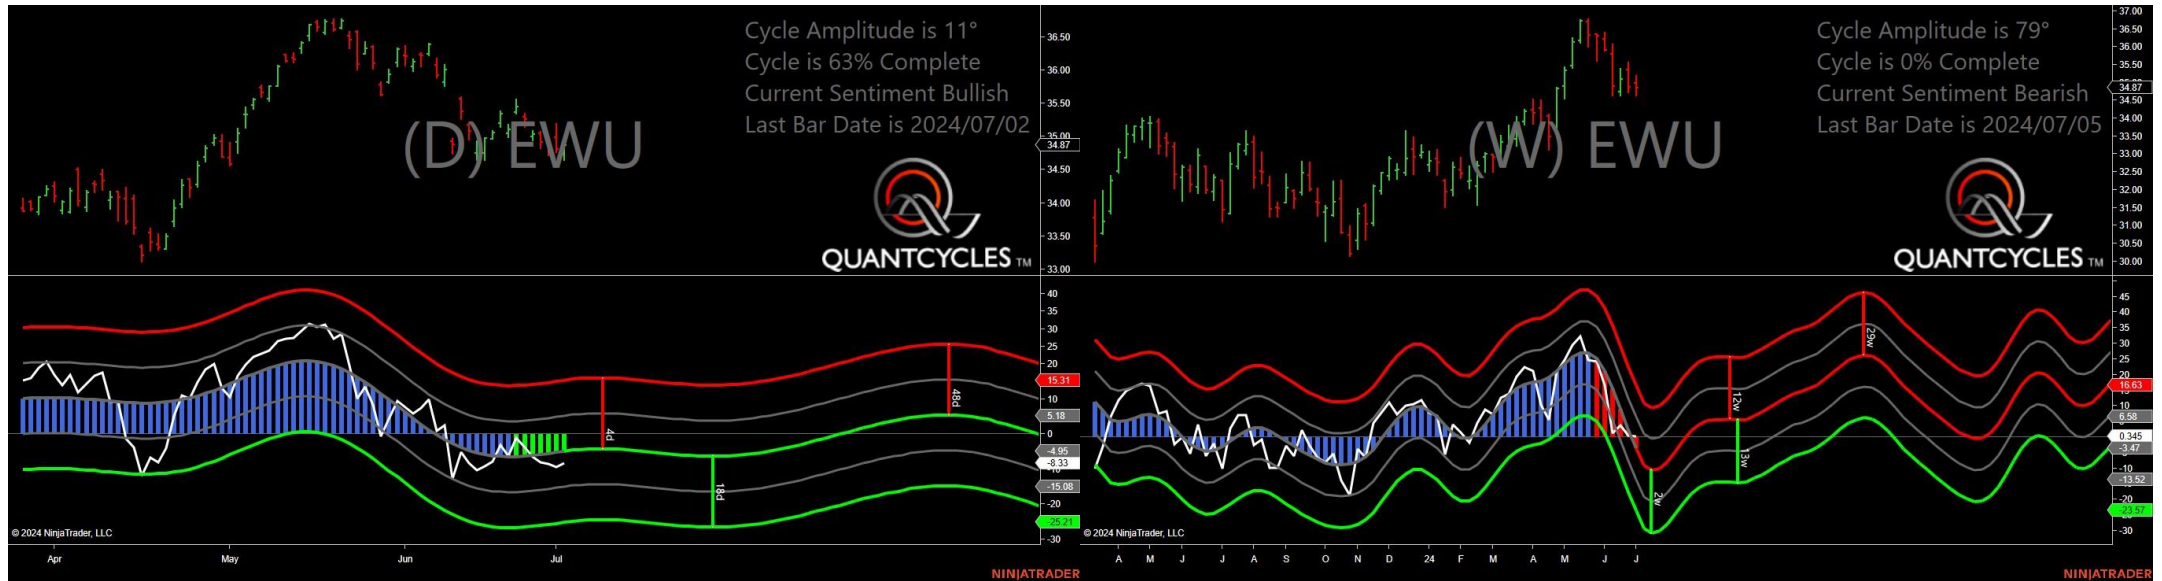 Cycle Amplitude is 11°
Cycle is 63% Complete
Current Sentiment Bullish
Last Bar Date is 2024/07/02
(D) EWU
QUANTCYCLES TM
36.50
36.00
35.50
35.00
34.87
34.50
34.00
33.50
33.00
40
35
30
25
20
15.31
10
5.18
0
-4.95
-8.33
-15.08
-20
-25.21
-30
4d
18d
48d
© 2024 NinjaTrader, LLC
Apr May Jun Jul
NINJATRADER
Cycle Amplitude is 79°
Cycle is 0% Complete
Current Sentiment Bearish
Last Bar Date is 2024/07/05
(W) EWU
QUANTCYCLES TM
37.00
36.50
36.00
35.50
34.87
34.50
34.00
33.50
33.00
32.50
32.00
31.50
31.00
30.50
30.00
45
40
35
30
25
20
16.63
10
6.58
0.345
-3.47
-10
-13.52
-20
-23.57
-30
2w
12w
13w
29w
© 2024 NinjaTrader, LLC
A M J J A S O N D 24 F M A M J J
NINJATRADER